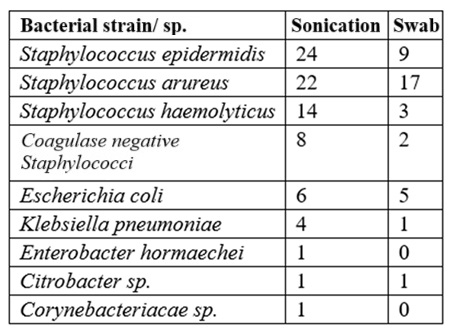 Bacterial strain/ sp. Sonication Swab
Staphylococcus epidermidis 24 9
Staphylococcus arureus 22 17
Staphylococcus haemolyticus 14 3
Coagulase negative
Staphylococci 8 2
Escherichia coli 6 5
Klebsiella pneumoniae 4 1
Enterobacter hormaechei 1 0
Citrobacter sp. 1 1
Corynebacteriacae sp. 1 0